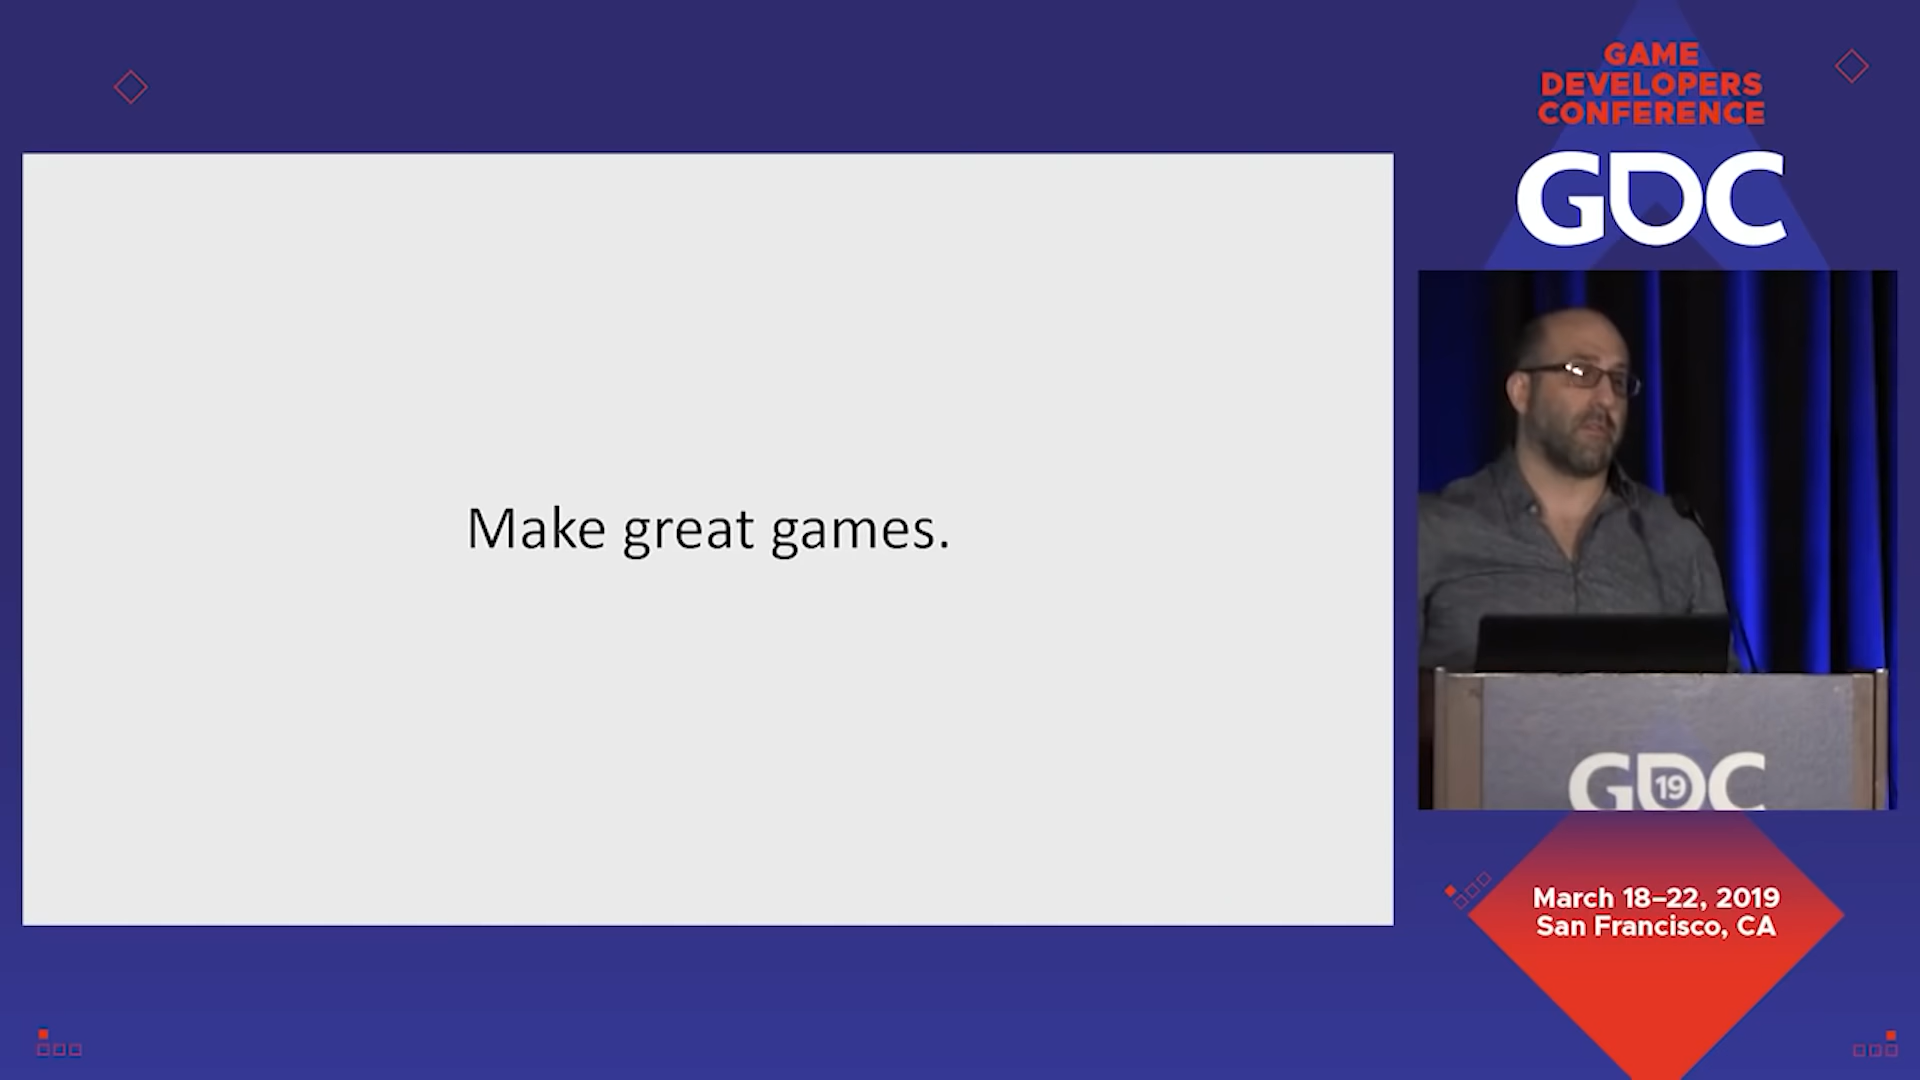 GAME
DEVELOPERS
CONFERENCE
GDC
Make great games.
GDC
19
March 18–22, 2019
San Francisco, CA